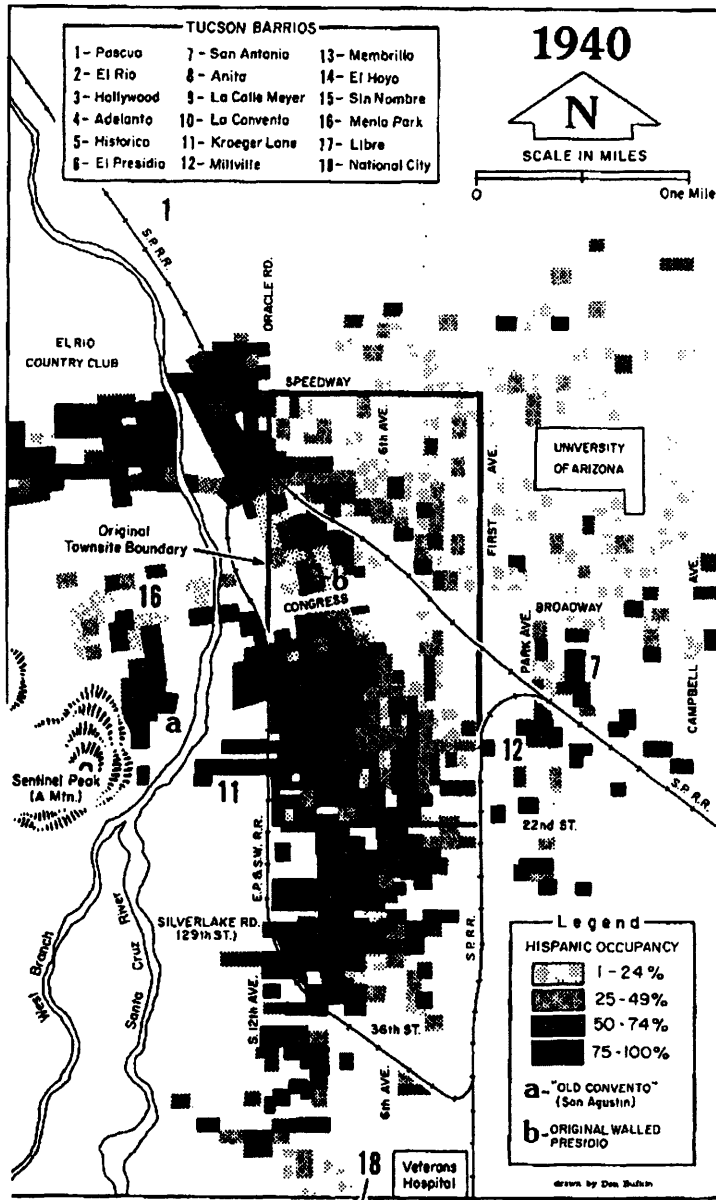 TUCSON BARRIOS
1- Pascua
2- El Rio
3- Hollywood
4- Adelanto
5- Historico
6- El Presidio
7- San Antonio
8- Anita
9- La Calle Meyer
10- La Convento
11- Kroeger Lane
12- Millville
13- Membrillo
14- El Hoyo
15- Sin Nombre
16- Menlo Park
17- Libre
18- National City
1940
N
SCALE IN MILES
0 One Mile
1
S.P.R.R.
ORACLE RD.
EL RIO
COUNTRY CLUB
SPEEDWAY
6th AVE.
FIRST AVE.
UNIVERSITY
OF ARIZONA
Original
Townsite Boundary
16
b
CONGRESS
BROADWAY
PARK AVE.
7
CAMPBELL AVE.
a
Sentinel Peak
(A Mtn.)
11
12
S.P.R.R.
22nd ST.
E.P.&S.W. R.R.
SILVERLAKE RD.
(29th ST.)
West Branch
Santa Cruz River
S.P.R.R.
S. 12th AVE.
36th ST.
6th AVE.
18
Veterans
Hospital
Legend
HISPANIC OCCUPANCY
1-24%
25-49%
50-74%
75-100%
a-"OLD CONVENTO"
(San Agustin)
b-ORIGINAL WALLED
PRESIDIO
drawn by Don Bufkin